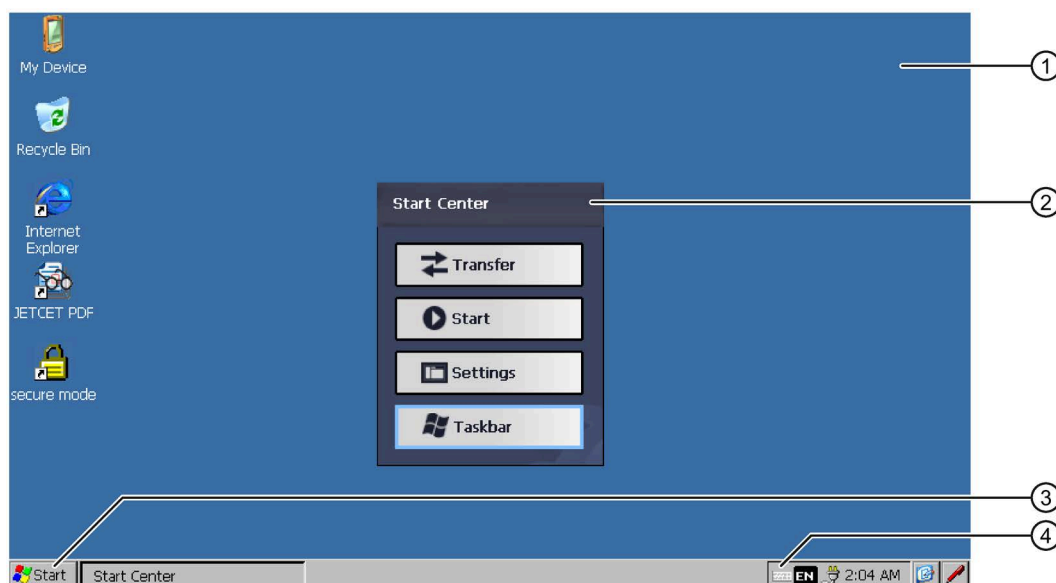 My Device
Recycle Bin
Internet
Explorer
JETCET PDF
secure mode
Start Center
Transfer
Start
Settings
Taskbar
1
2
3
4
Start
Start Center
EN
2:04 AM